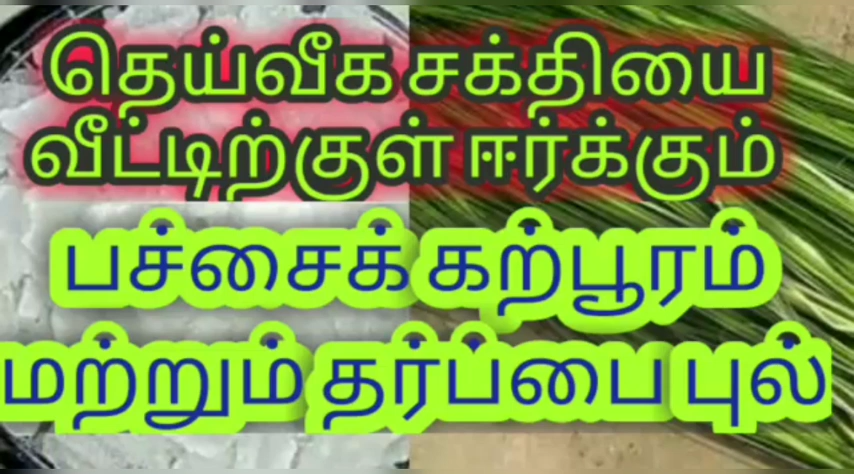 தெய்வீக சக்தியை
வீட்டிற்குள் ஈர்க்கும்
பச்சைக் கற்பூரம்
மற்றும் தர்ப்பை புல்